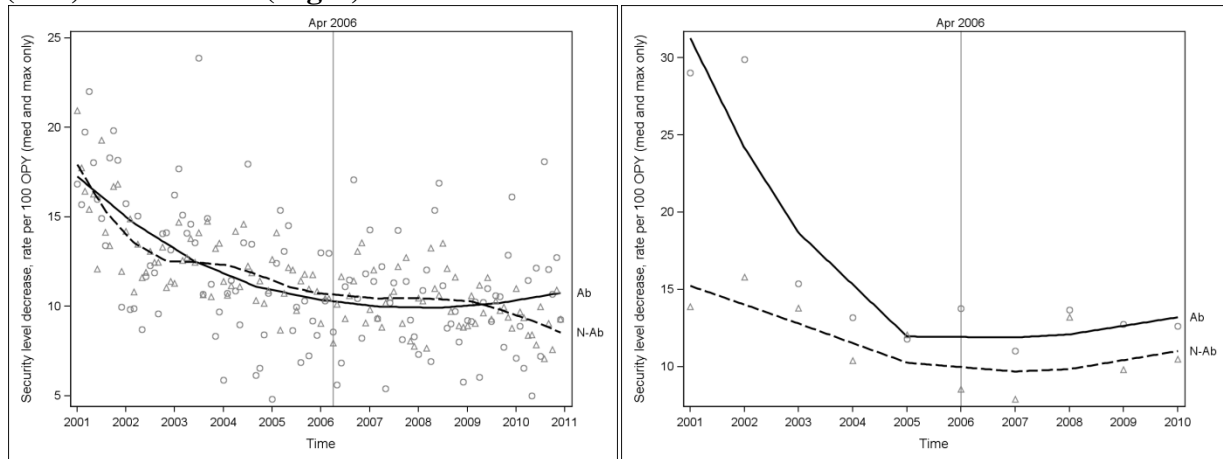 Apr 2006
Security level decrease, rate per 100 OPY (med and max only)
25
20
15
10
5
Ab
N-Ab
2001 2002 2003 2004 2005 2006 2007 2008 2009 2010 2011
Time
Apr 2006
Security level decrease, rate per 100 OPY (med and max only)
30
25
20
15
10
Ab
N-Ab
2001 2002 2003 2004 2005 2006 2007 2008 2009 2010
Time